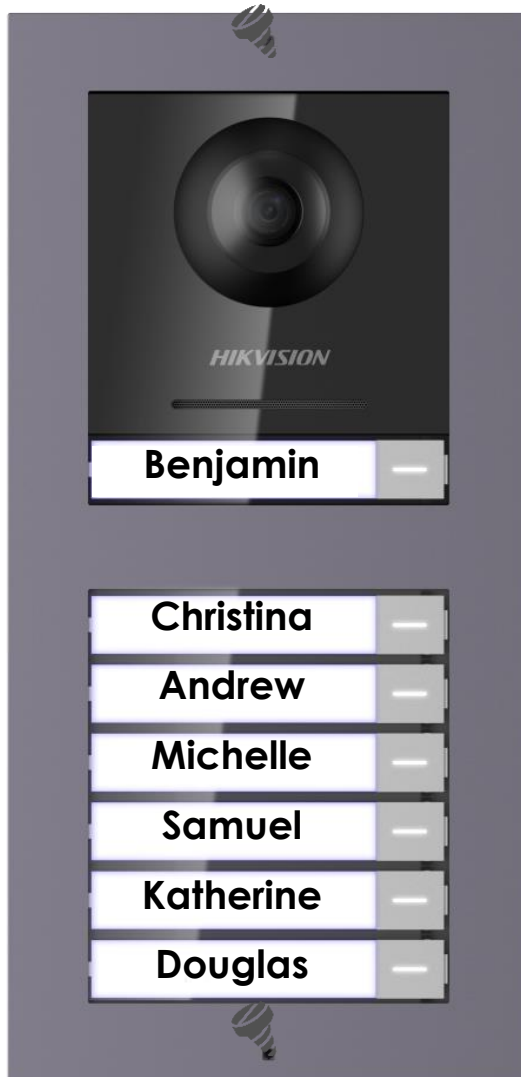 HIKVISION
Benjamin
Christina
Andrew
Michelle
Samuel
Katherine
Douglas